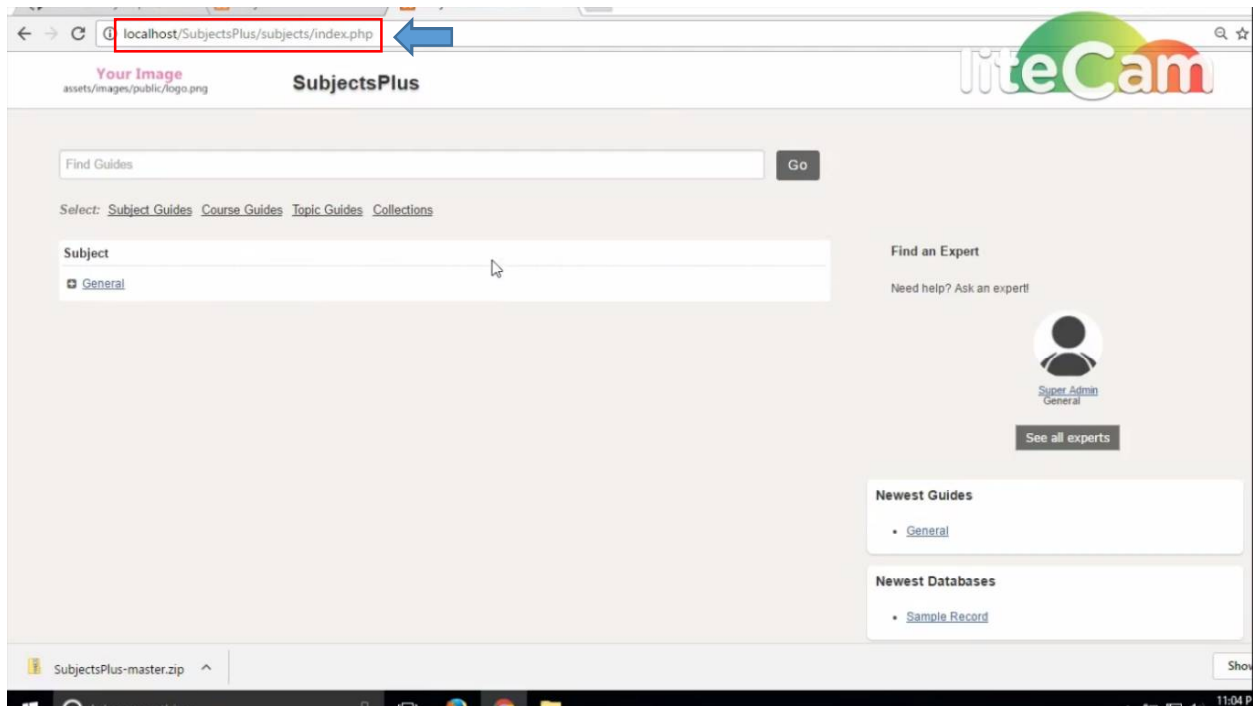 localhost/SubjectsPlus/subjects/index.php
liteCam
Your Image
assets/images/public/logo.png
SubjectsPlus
Find Guides
Go
Select: Subject Guides Course Guides Topic Guides Collections
Subject
General
Find an Expert
Need help? Ask an expert!
Super Admin
General
See all experts
Newest Guides
General
Newest Databases
Sample Record
SubjectsPlus-master.zip
Show
11:04 P